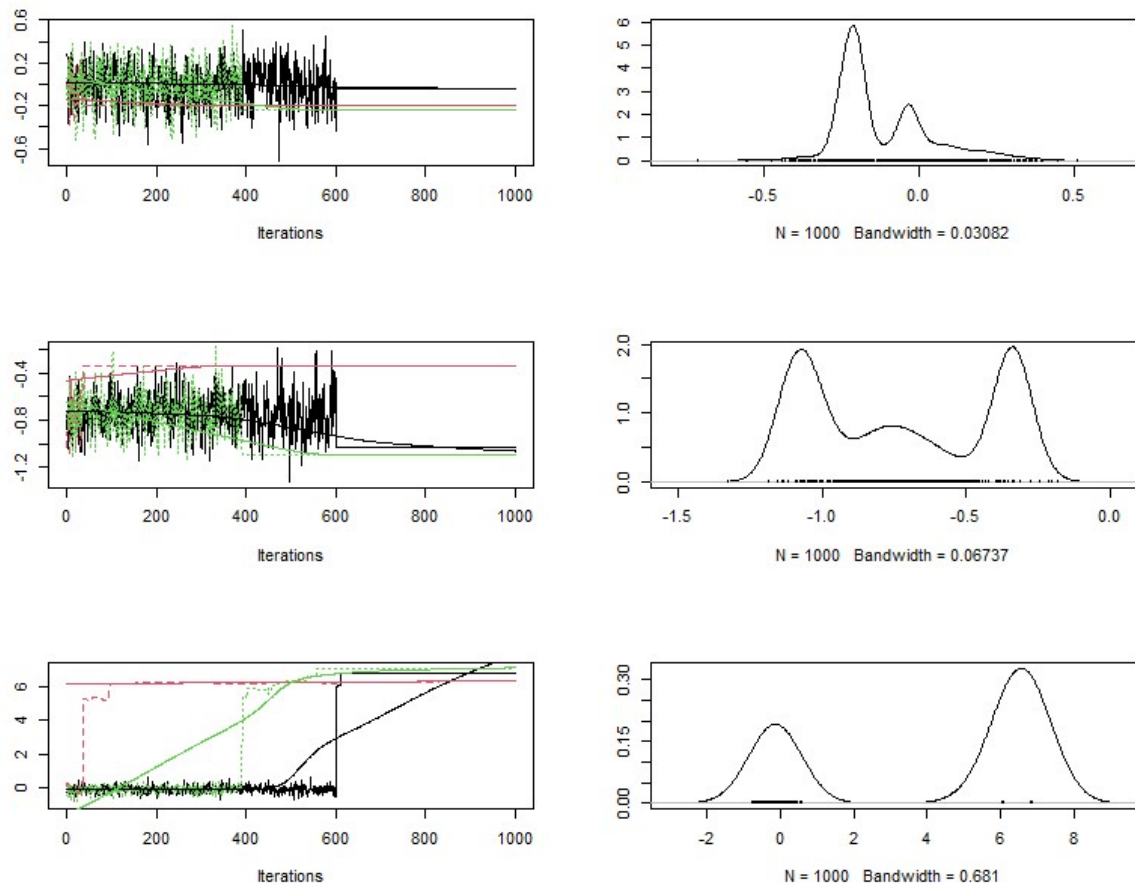 0.6
0.2
-0.2
-0.6
0 200 400 600 800 1000
Iterations
6
5
4
3
2
1
0
-0.5 0.0 0.5
N = 1000 Bandwidth = 0.03082
-0.4
-0.8
-1.2
0 200 400 600 800 1000
Iterations
2.0
1.0
0.0
-1.5 -1.0 -0.5 0.0
N = 1000 Bandwidth = 0.06737
6
4
2
0
0 200 400 600 800 1000
Iterations
0.30
0.15
0.00
-2 0 2 4 6 8
N = 1000 Bandwidth = 0.681